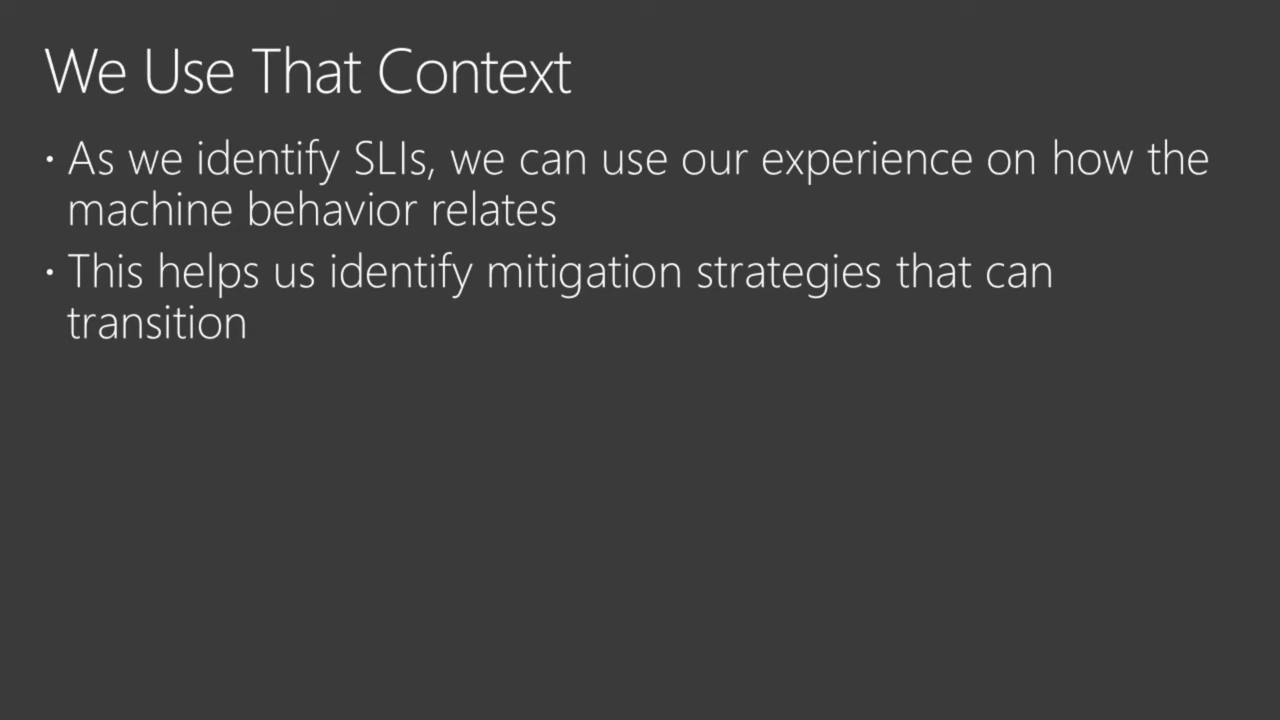 We Use That Context
· As we identify SLIs, we can use our experience on how the
machine behavior relates
· This helps us identify mitigation strategies that can
transition